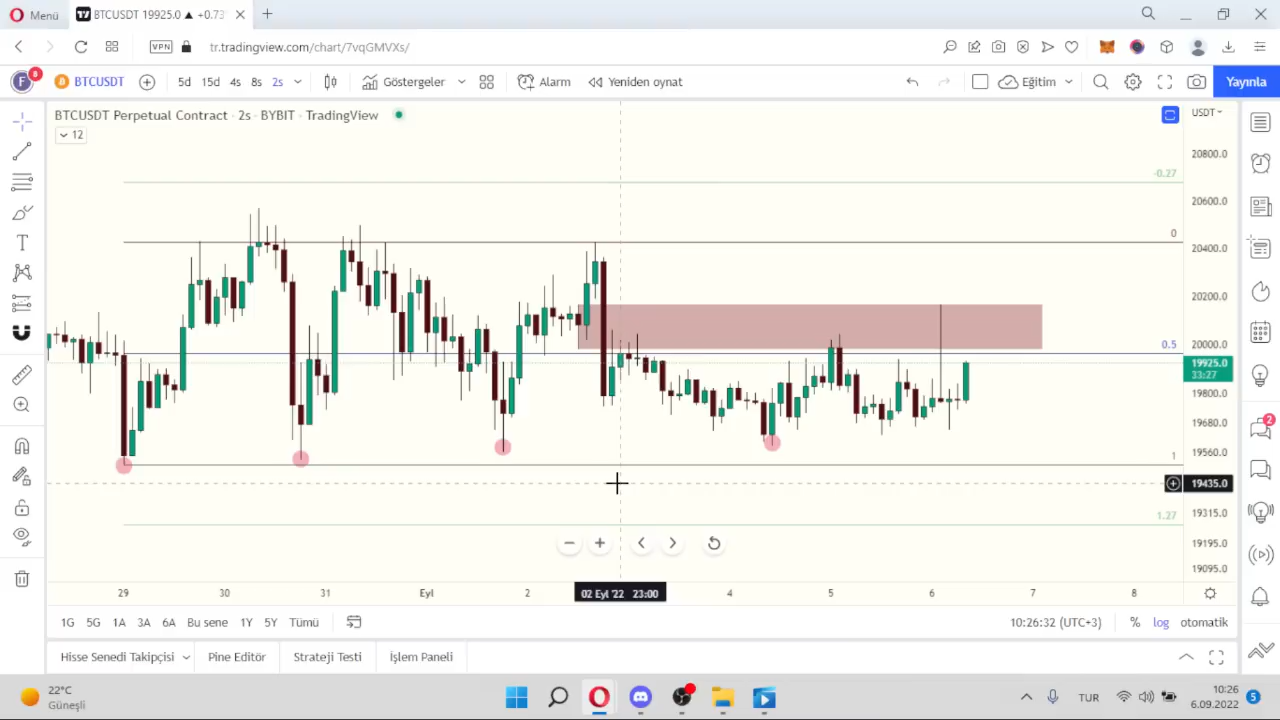 Menü
BTCUSDT 19925.0 ▲ +0.73
VPN
tr.tradingview.com/chart/7vqGMVXs/
F 8
BTCUSDT
5d 15d 4s 8s 2s
Göstergeler
Alarm
Yeniden oynat
Eğitim
Yayınla
BTCUSDT Perpetual Contract · 2s · BYBIT · TradingView
USDT
12
20800.0
-0.27
20600.0
0
20400.0
20200.0
0.5
20000.0
19925.0
33:27
19800.0
19680.0
1
19560.0
19435.0
1.27
19315.0
19195.0
19095.0
29 30 31 Eyl 2 02 Eyl '22 23:00 4 5 6 7 8
1G 5G 1A 3A 6A Bu sene 1Y 5Y Tümü
10:26:32 (UTC+3)
% log otomatik
2
Hisse Senedi Takipçisi
Pine Editör
Strateji Testi
İşlem Paneli
22°C
Güneşli
TUR
10:26
6.09.2022
5